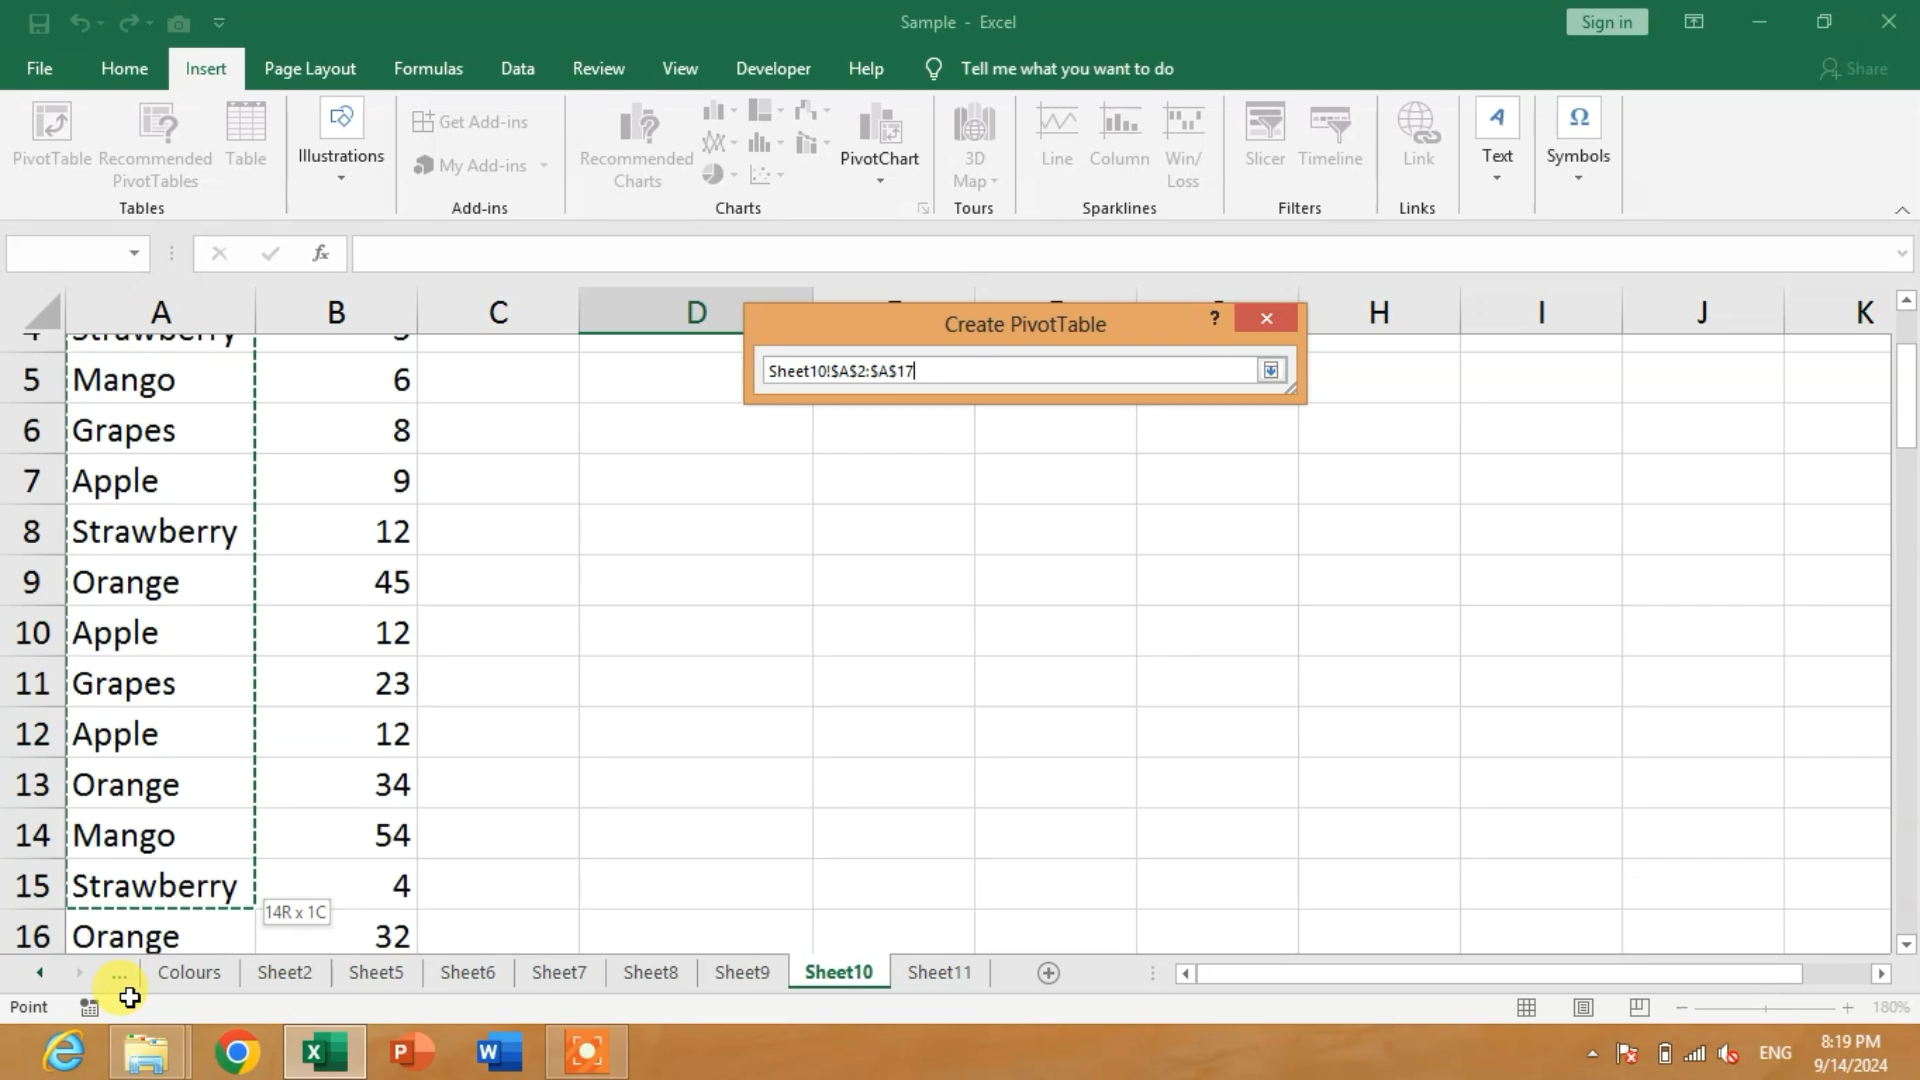 Sample - Excel
Sign in
File Home Insert Page Layout Formulas Data Review View Developer Help Tell me what you want to do Share
PivotTable
Recommended
PivotTables
Table
Tables
Illustrations
Get Add-ins
My Add-ins
Add-ins
Recommended
Charts
PivotChart
Charts
3D
Map
Tours
Line
Column
Win/
Loss
Sparklines
Slicer
Timeline
Filters
Link
Links
A
Text
Ω
Symbols
fx
A B C D H I J K
Create PivotTable
?
Sheet10!$A$2:$A$17
4 Strawberry
5 Mango 6
6 Grapes 8
7 Apple 9
8 Strawberry 12
9 Orange 45
10 Apple 12
11 Grapes 23
12 Apple 12
13 Orange 34
14 Mango 54
15 Strawberry 4
14R x 1C
16 Orange 32
... Colours Sheet2 Sheet5 Sheet6 Sheet7 Sheet8 Sheet9 Sheet10 Sheet11
Point
180%
ENG
8:19 PM
9/14/2024